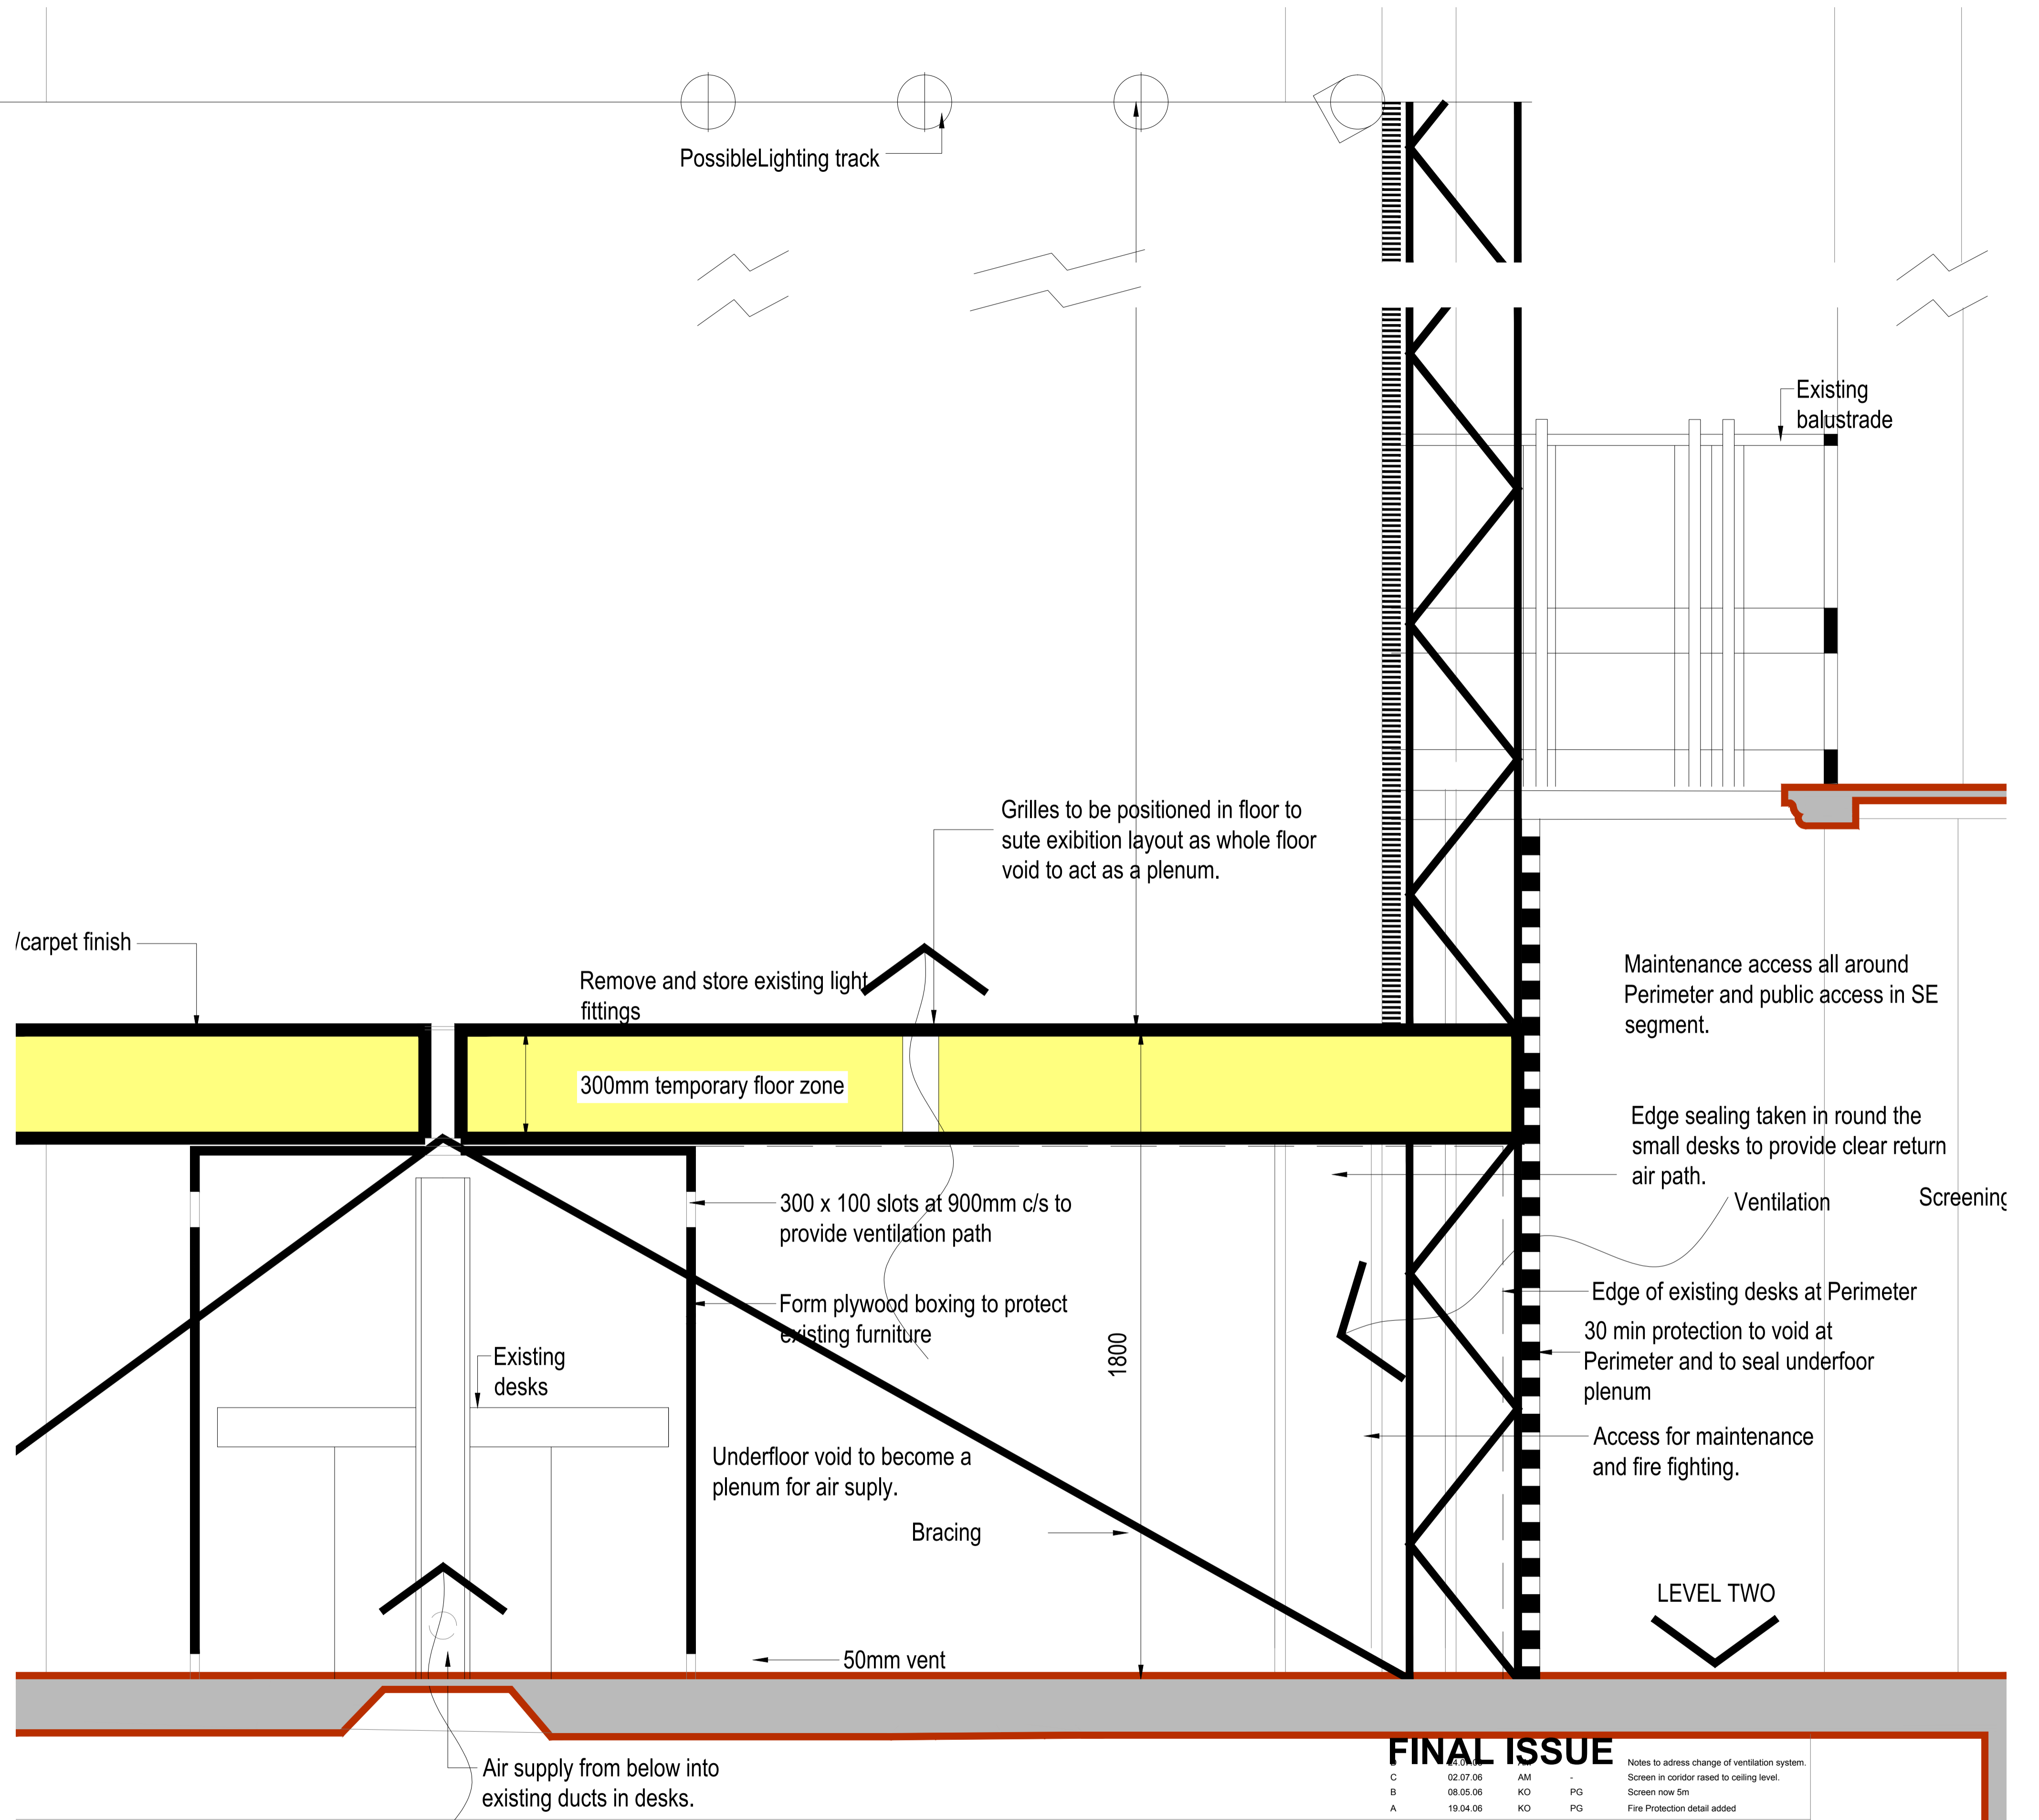 PossibleLighting track
Existing
balustrade
Grilles to be positioned in floor to
sute exibition layout as whole floor
void to act as a plenum.
/carpet finish
Remove and store existing light
fittings
Maintenance access all around
Perimeter and public access in SE
segment.
300mm temporary floor zone
Edge sealing taken in round the
small desks to provide clear return
air path.
Ventilation
Screening
300 x 100 slots at 900mm c/s to
provide ventilation path
Form plywood boxing to protect
existing furniture
Edge of existing desks at Perimeter
30 min protection to void at
Perimeter and to seal underfoor
plenum
1800
Existing
desks
Access for maintenance
and fire fighting.
Underfloor void to become a
plenum for air suply.
Bracing
LEVEL TWO
50mm vent
Air supply from below into
existing ducts in desks.
FINAL ISSUE
Notes to adress change of ventilation system.
C 02.07.06 AM - Screen in coridor rased to ceiling level.
B 08.05.06 KO PG Screen now 5m
A 19.04.06 KO PG Fire Protection detail added